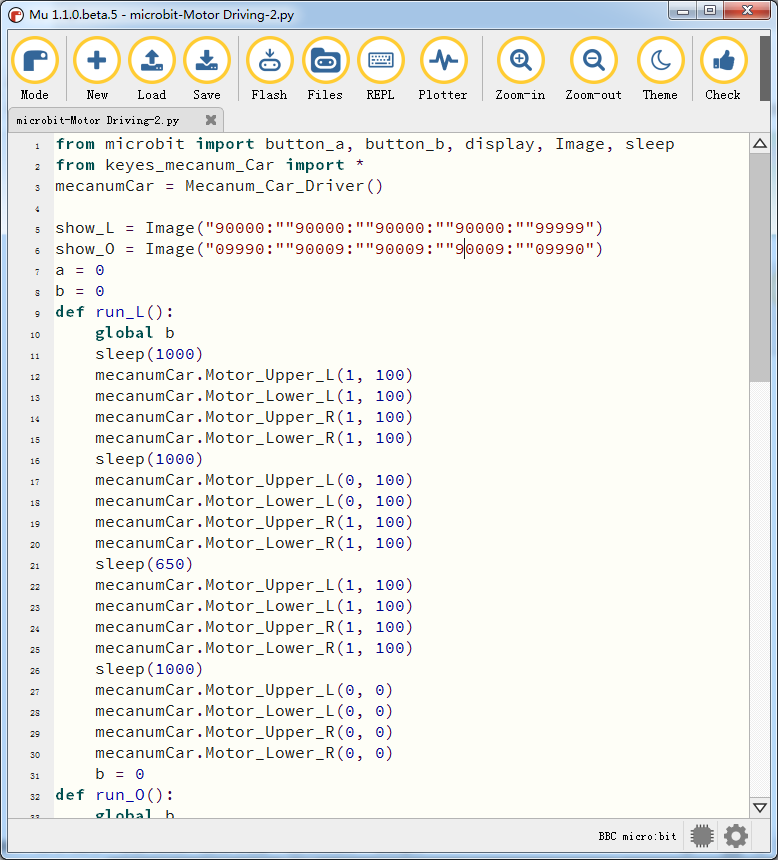 Mu 1.1.0.beta.5 - microbit-Motor Driving-2.py
Mode New Load Save Flash Files REPL Plotter Zoom-in Zoom-out Theme Check
microbit-Motor Driving-2.py
1 from microbit import button_a, button_b, display, Image, sleep
2 from keyes_mecanum_Car import *
3 mecanumCar = Mecanum_Car_Driver()
4
5 show_L = Image("90000:""90000:""90000:""90000:""99999")
6 show_O = Image("09990:""90009:""90009:""90009:""09990")
7 a = 0
8 b = 0
9 def run_L():
10     global b
11     sleep(1000)
12     mecanumCar.Motor_Upper_L(1, 100)
13     mecanumCar.Motor_Lower_L(1, 100)
14     mecanumCar.Motor_Upper_R(1, 100)
15     mecanumCar.Motor_Lower_R(1, 100)
16     sleep(1000)
17     mecanumCar.Motor_Upper_L(0, 100)
18     mecanumCar.Motor_Lower_L(0, 100)
19     mecanumCar.Motor_Upper_R(1, 100)
20     mecanumCar.Motor_Lower_R(1, 100)
21     sleep(650)
22     mecanumCar.Motor_Upper_L(1, 100)
23     mecanumCar.Motor_Lower_L(1, 100)
24     mecanumCar.Motor_Upper_R(1, 100)
25     mecanumCar.Motor_Lower_R(1, 100)
26     sleep(1000)
27     mecanumCar.Motor_Upper_L(0, 0)
28     mecanumCar.Motor_Lower_L(0, 0)
29     mecanumCar.Motor_Upper_R(0, 0)
30     mecanumCar.Motor_Lower_R(0, 0)
31     b = 0
32 def run_O():
33     global b
BBC micro:bit